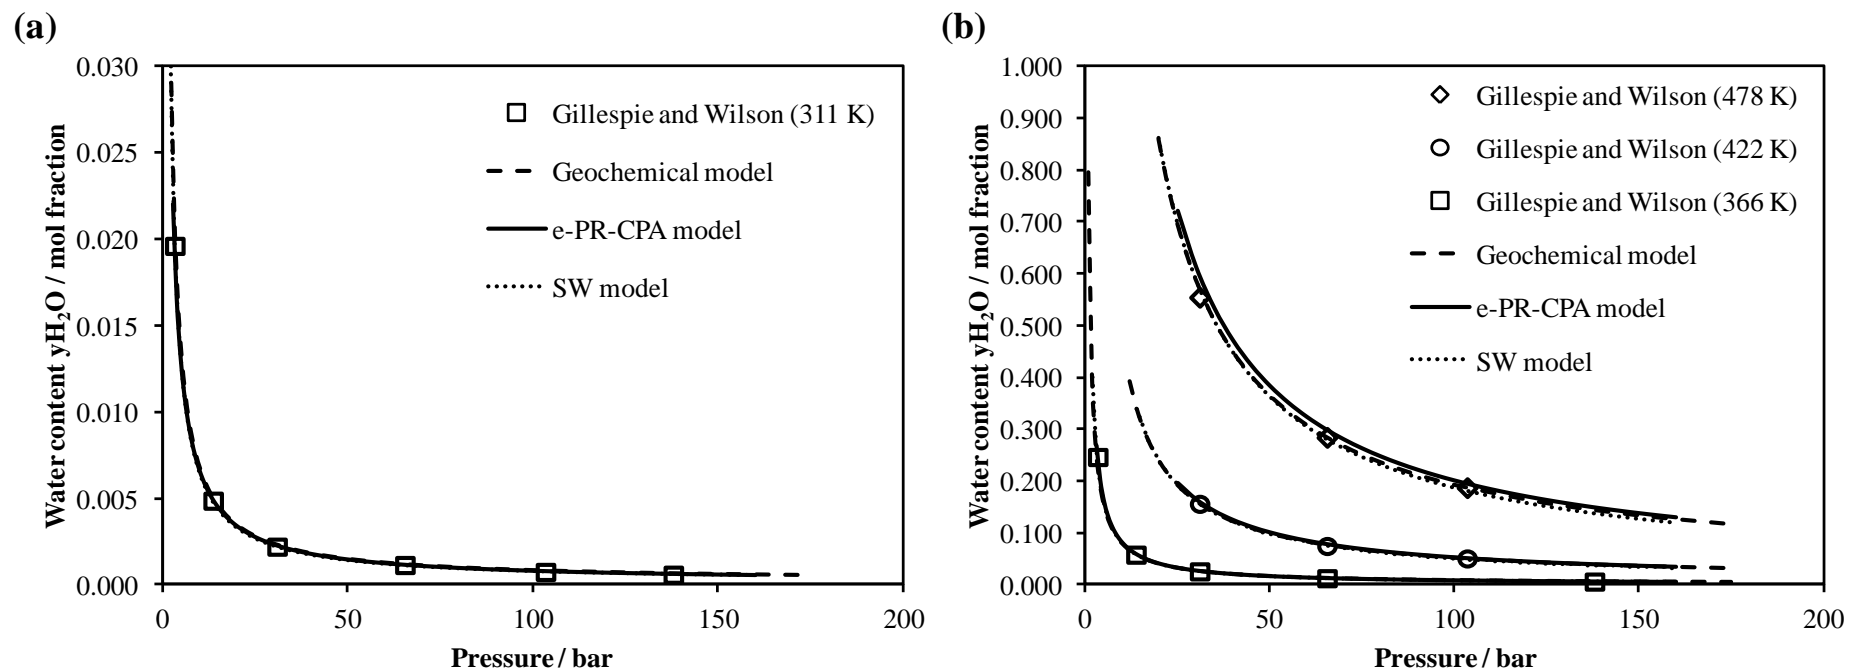 (a)
0.030
0.025
0.020
0.015
0.010
0.005
0.000
Water content yH₂O / mol fraction
Gillespie and Wilson (311 K)
Geochemical model
e-PR-CPA model
SW model
0
50
100
150
200
Pressure / bar
(b)
1.000
0.900
0.800
0.700
0.600
0.500
0.400
0.300
0.200
0.100
0.000
Water content yH₂O / mol fraction
Gillespie and Wilson (478 K)
Gillespie and Wilson (422 K)
Gillespie and Wilson (366 K)
Geochemical model
e-PR-CPA model
SW model
0
50
100
150
200
Pressure / bar